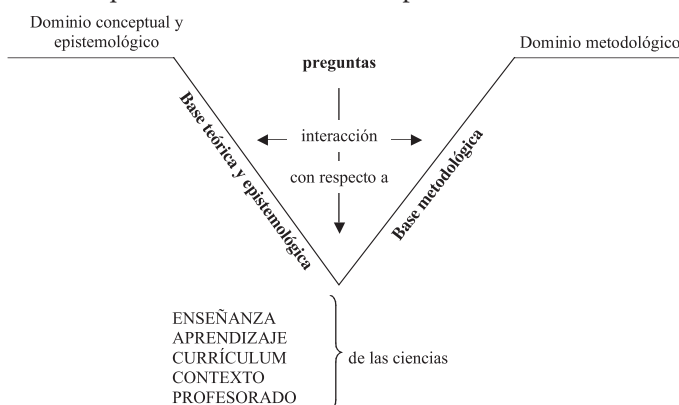 Dominio conceptual y
epistemológico
Dominio metodológico
preguntas
interacción
con respecto a
Base teórica y epistemológica
Base metodológica
ENSEÑANZA
APRENDIZAJE
CURRÍCULUM
CONTEXTO
PROFESORADO
de las ciencias